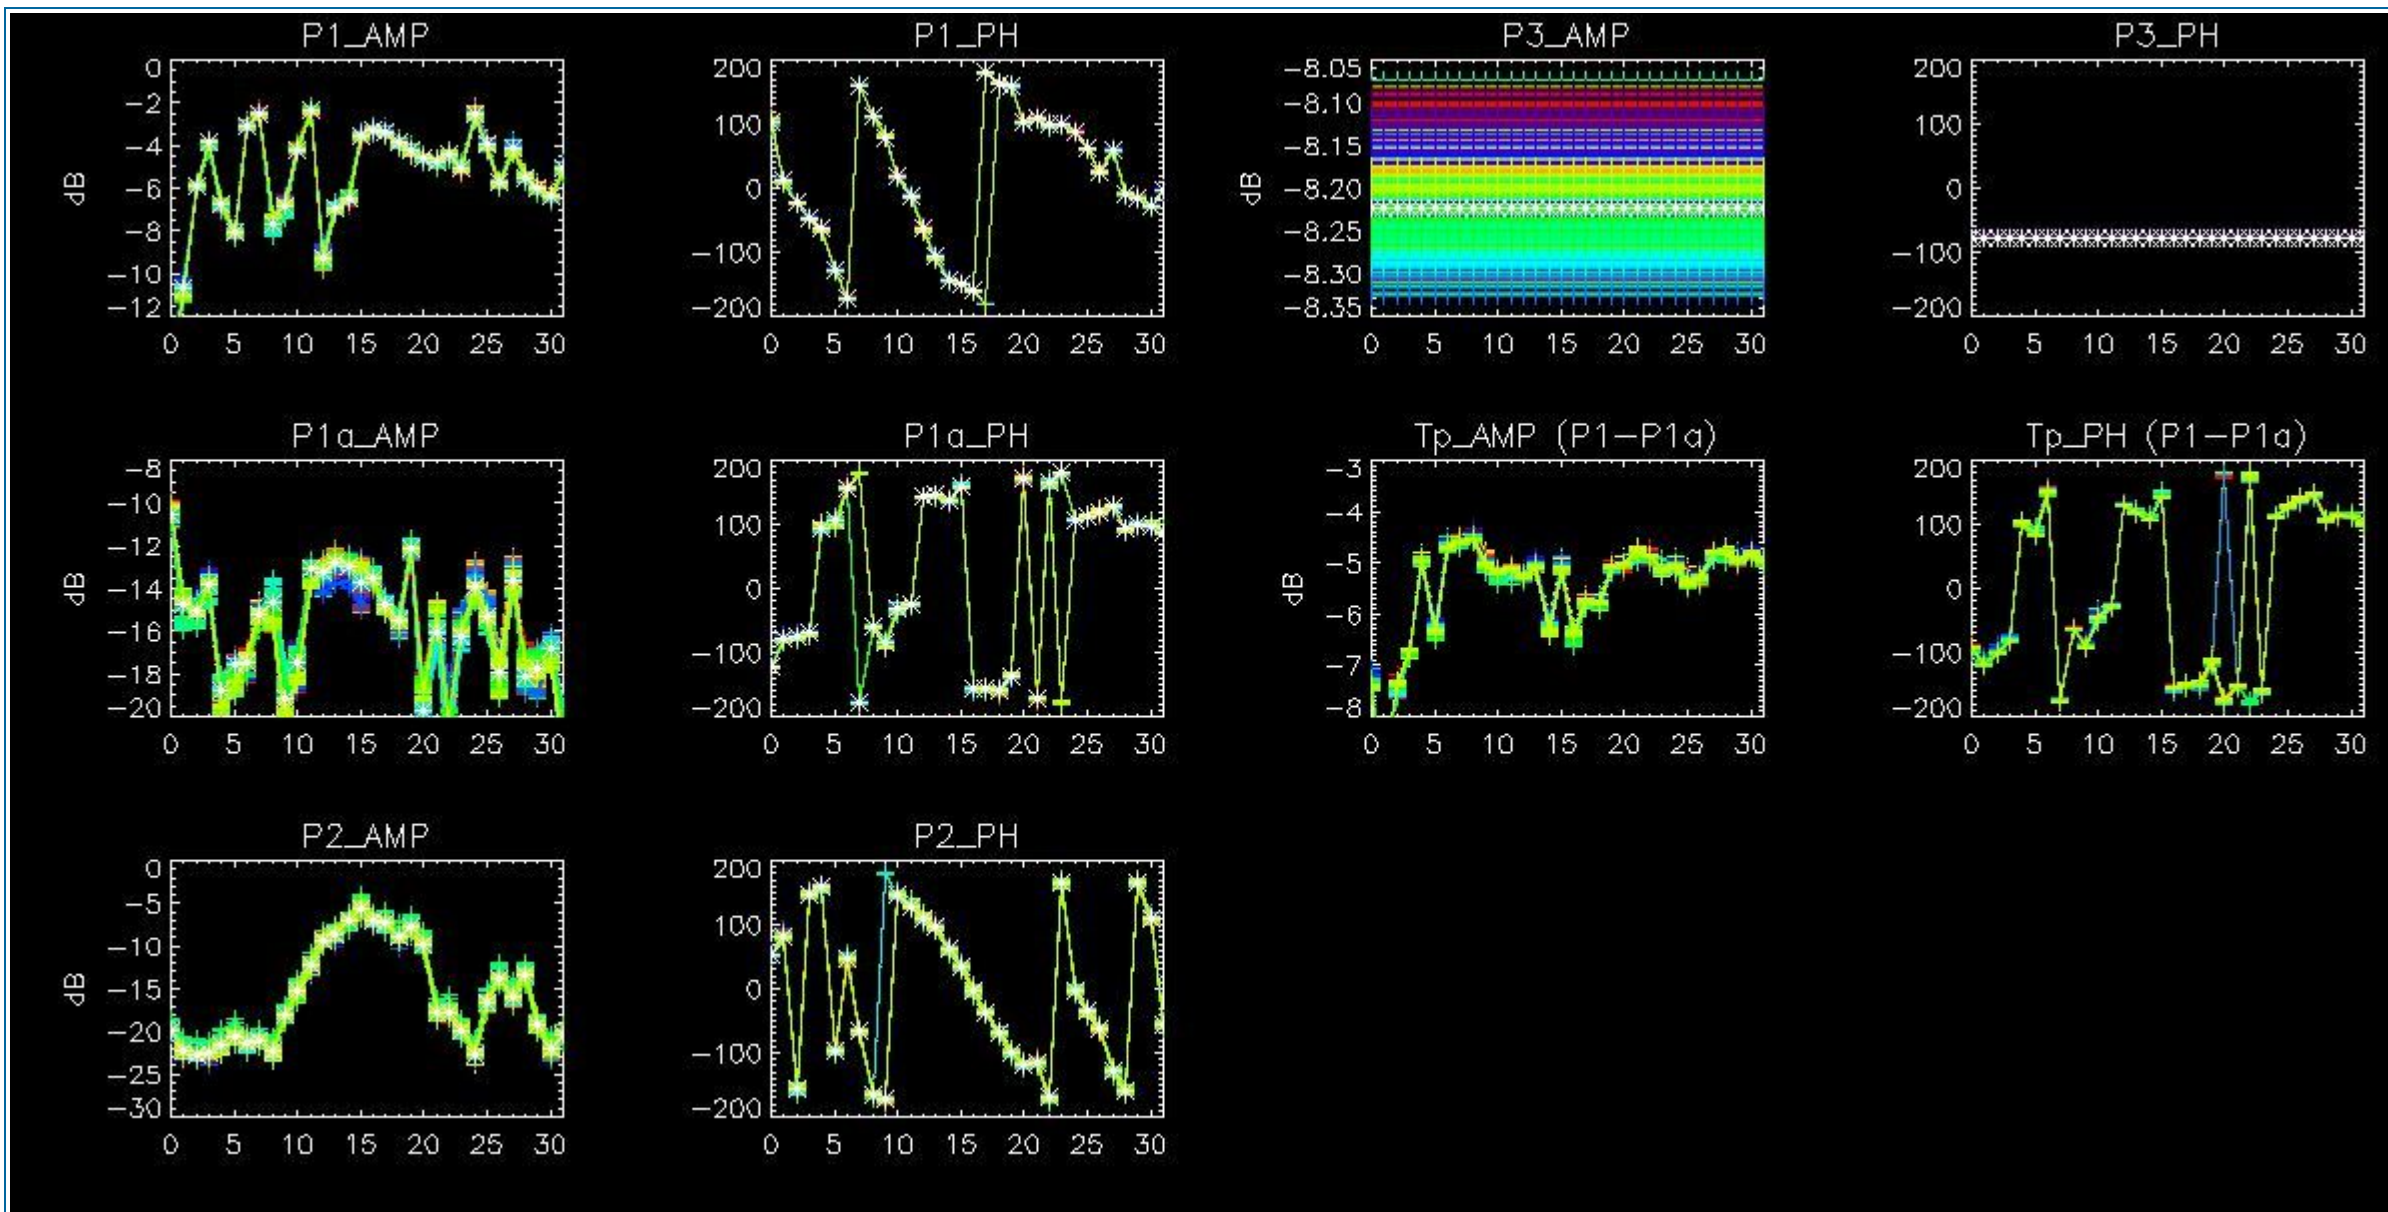 P1_AMP
0
−2
−4
−6
−8
−10
−12
dB
0 5 10 15 20 25 30
P1_PH
200
100
0
−100
−200
0 5 10 15 20 25 30
P3_AMP
−8.05
−8.10
−8.15
−8.20
−8.25
−8.30
−8.35
dB
0 5 10 15 20 25 30
P3_PH
200
100
0
−100
−200
0 5 10 15 20 25 30
P1a_AMP
−8
−10
−12
−14
−16
−18
−20
dB
0 5 10 15 20 25 30
P1a_PH
200
100
0
−100
−200
0 5 10 15 20 25 30
Tp_AMP (P1−P1a)
−3
−4
−5
−6
−7
−8
dB
0 5 10 15 20 25 30
Tp_PH (P1−P1a)
200
100
0
−100
−200
0 5 10 15 20 25 30
P2_AMP
0
−5
−10
−15
−20
−25
−30
dB
0 5 10 15 20 25 30
P2_PH
200
100
0
−100
−200
0 5 10 15 20 25 30